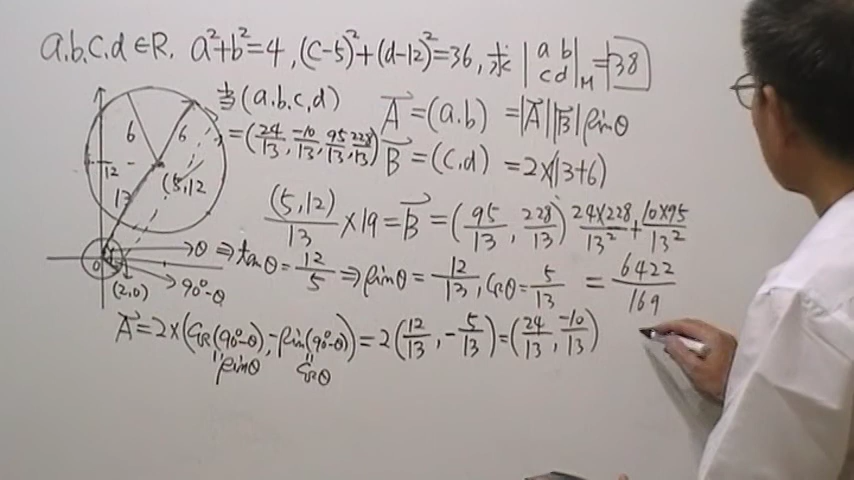 a.b.c.d∈R, a²+b²=4, (c-5)²+(d-12)²=36, 求 |a b c d|M = 38
当(a.b.c,d)
=(24/13, -10/13, 95/13, 228/13)
A=(a.b) =|A||B|sinθ
B=(c,d) =2×(13+6)
6 6
12
13
(5,12
(5,12)/13 ×19=B=(95/13, 228/13) 24×228/13² + 10×95/13²
0 θ ⇒tanθ=12/5 ⇒sinθ=12/13, cosθ=5/13 = 6422/169
(2,0) 90°-θ
A=2×(cos(90°-θ), -sin(90°-θ))=2(12/13, -5/13)=(24/13, -10/13)
sinθ cosθ